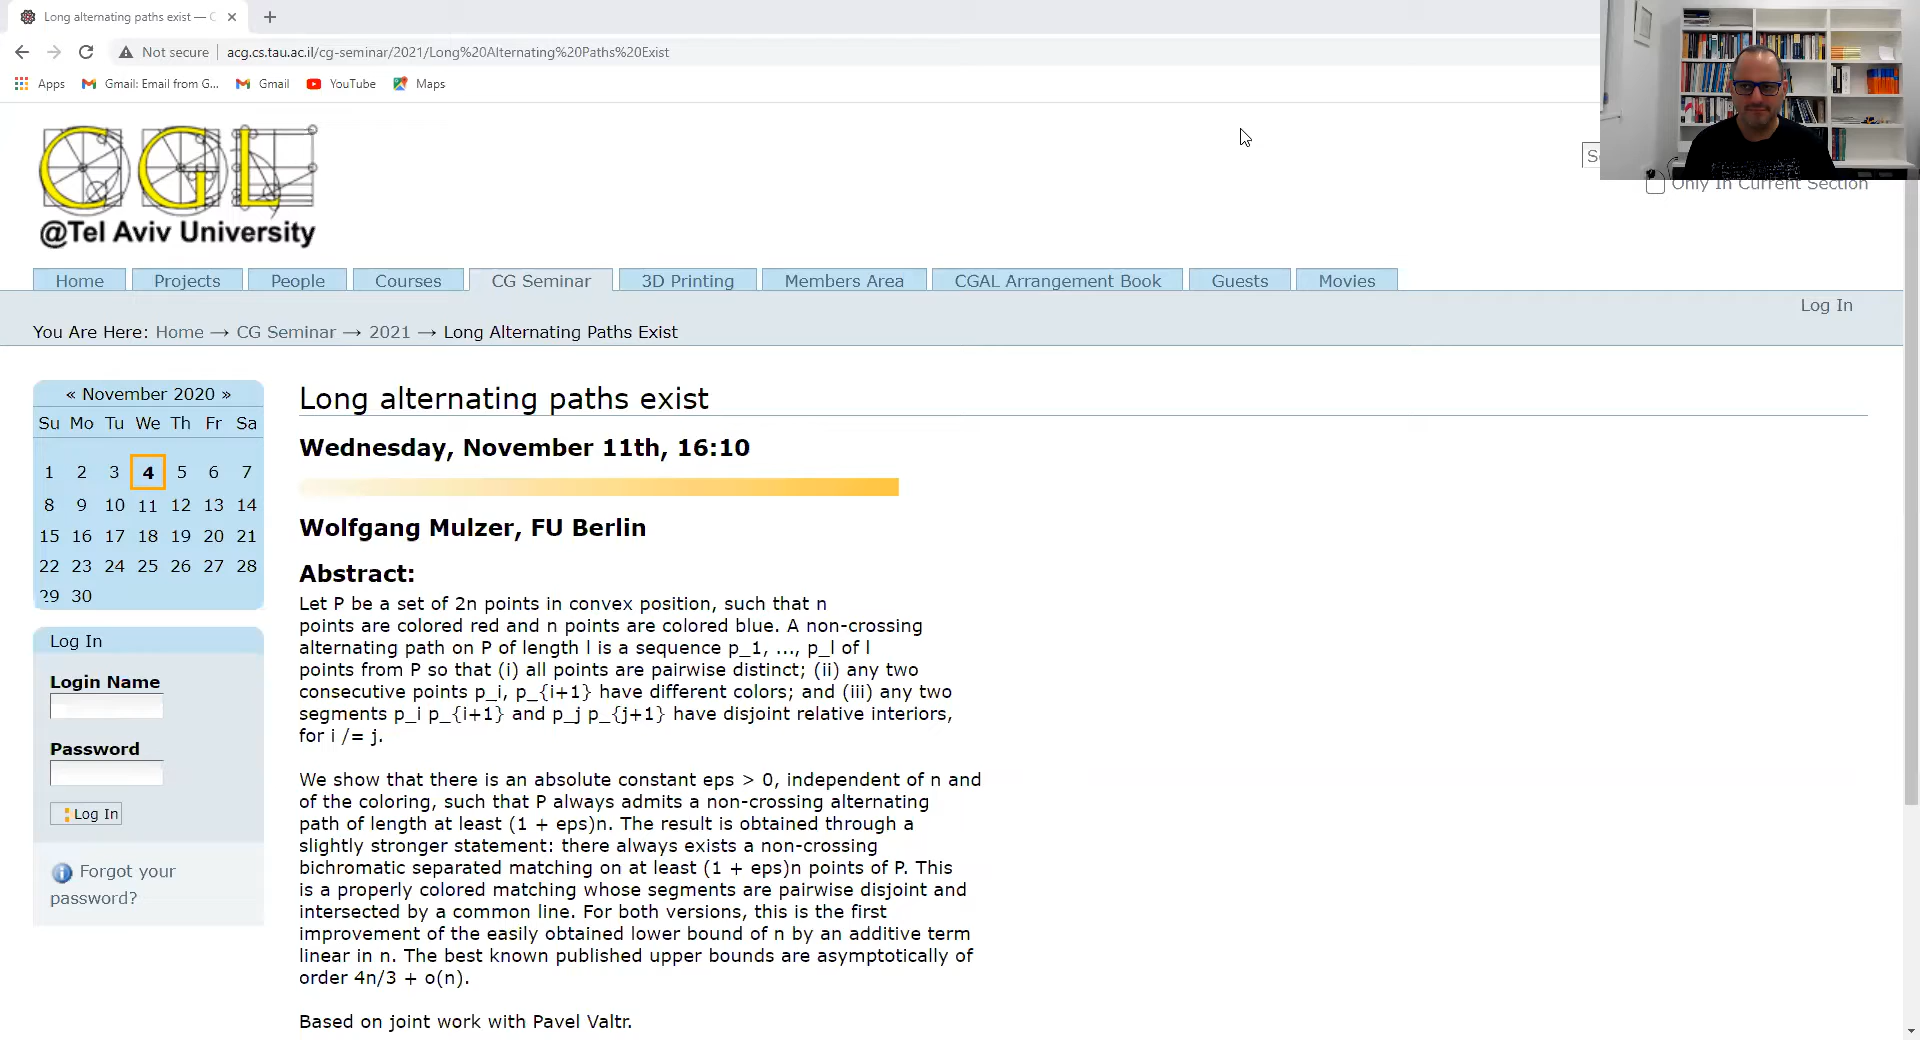 Long alternating paths exist — C
Not secure
acg.cs.tau.ac.il/cg-seminar/2021/Long%20Alternating%20Paths%20Exist
Apps
Gmail: Email from G...
Gmail
YouTube
Maps
CGL
@Tel Aviv University
Only In Current Section
Home
Projects
People
Courses
CG Seminar
3D Printing
Members Area
CGAL Arrangement Book
Guests
Movies
Log In
You Are Here: Home → CG Seminar → 2021 → Long Alternating Paths Exist
« November 2020 »
Su Mo Tu We Th Fr Sa
1 2 3 4 5 6 7
8 9 10 11 12 13 14
15 16 17 18 19 20 21
22 23 24 25 26 27 28
29 30
Log In
Login Name
Password
Log In
Forgot your
password?
Long alternating paths exist
Wednesday, November 11th, 16:10
Wolfgang Mulzer, FU Berlin
Abstract:
Let P be a set of 2n points in convex position, such that n
points are colored red and n points are colored blue. A non-crossing
alternating path on P of length l is a sequence p_1, ..., p_l of l
points from P so that (i) all points are pairwise distinct; (ii) any two
consecutive points p_i, p_{i+1} have different colors; and (iii) any two
segments p_i p_{i+1} and p_j p_{j+1} have disjoint relative interiors,
for i /= j.
We show that there is an absolute constant eps > 0, independent of n and
of the coloring, such that P always admits a non-crossing alternating
path of length at least (1 + eps)n. The result is obtained through a
slightly stronger statement: there always exists a non-crossing
bichromatic separated matching on at least (1 + eps)n points of P. This
is a properly colored matching whose segments are pairwise disjoint and
intersected by a common line. For both versions, this is the first
improvement of the easily obtained lower bound of n by an additive term
linear in n. The best known published upper bounds are asymptotically of
order 4n/3 + o(n).
Based on joint work with Pavel Valtr.